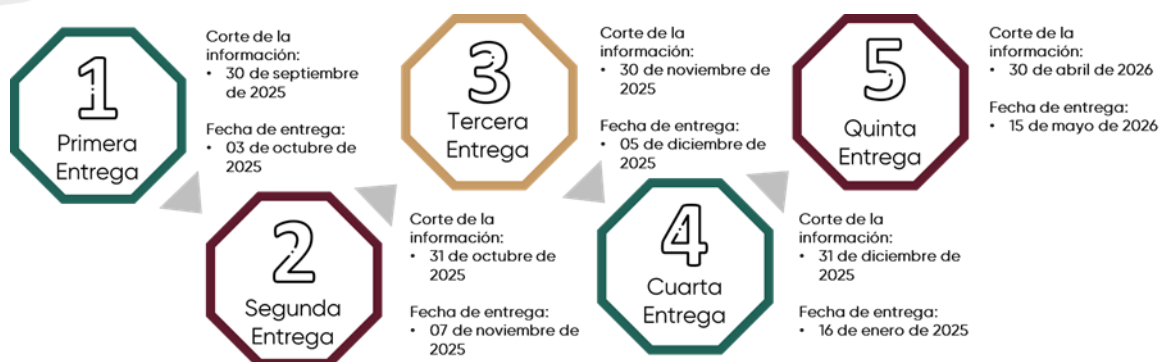 1
Primera
Entrega
Corte de la
información:
• 30 de septiembre
de 2025
Fecha de entrega:
• 03 de octubre de
2025
2
Segunda
Entrega
Corte de la
información:
• 31 de octubre de
2025
Fecha de entrega:
• 07 de noviembre de
2025
3
Tercera
Entrega
Corte de la
información:
• 30 de noviembre de
2025
Fecha de entrega:
• 05 de diciembre de
2025
4
Cuarta
Entrega
Corte de la
información:
• 31 de diciembre de
2025
Fecha de entrega:
• 16 de enero de 2025
5
Quinta
Entrega
Corte de la
información:
• 30 de abril de 2026
Fecha de entrega:
• 15 de mayo de 2026